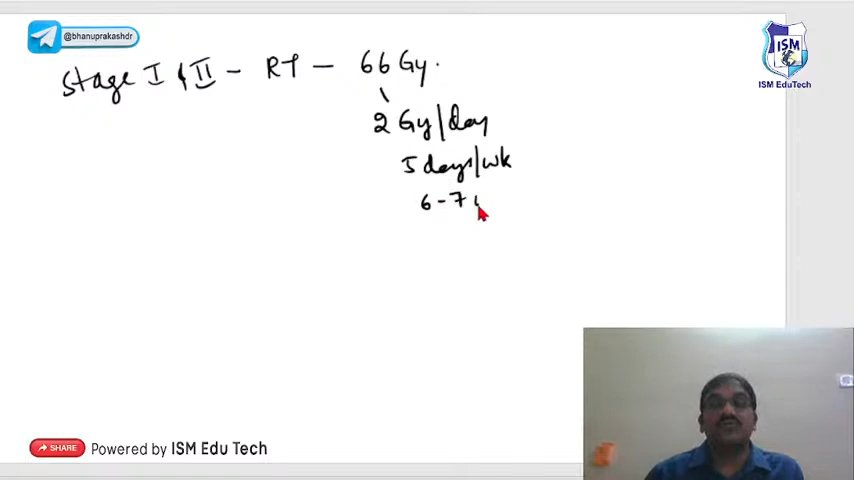 @bhanuprakashdr
Stage I & II - RT - 66 Gy.
2 Gy/day
5 days/wk
6-7
ISM
ISM EduTech
SHARE
Powered by ISM Edu Tech